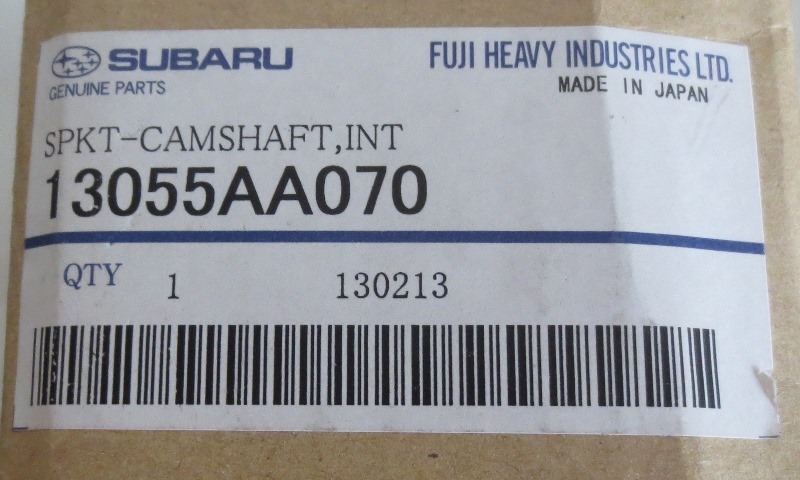 SUBARU
GENUINE PARTS
FUJI HEAVY INDUSTRIES LTD.
MADE IN JAPAN
SPKT-CAMSHAFT,INT
13055AA070
QTY 1 130213